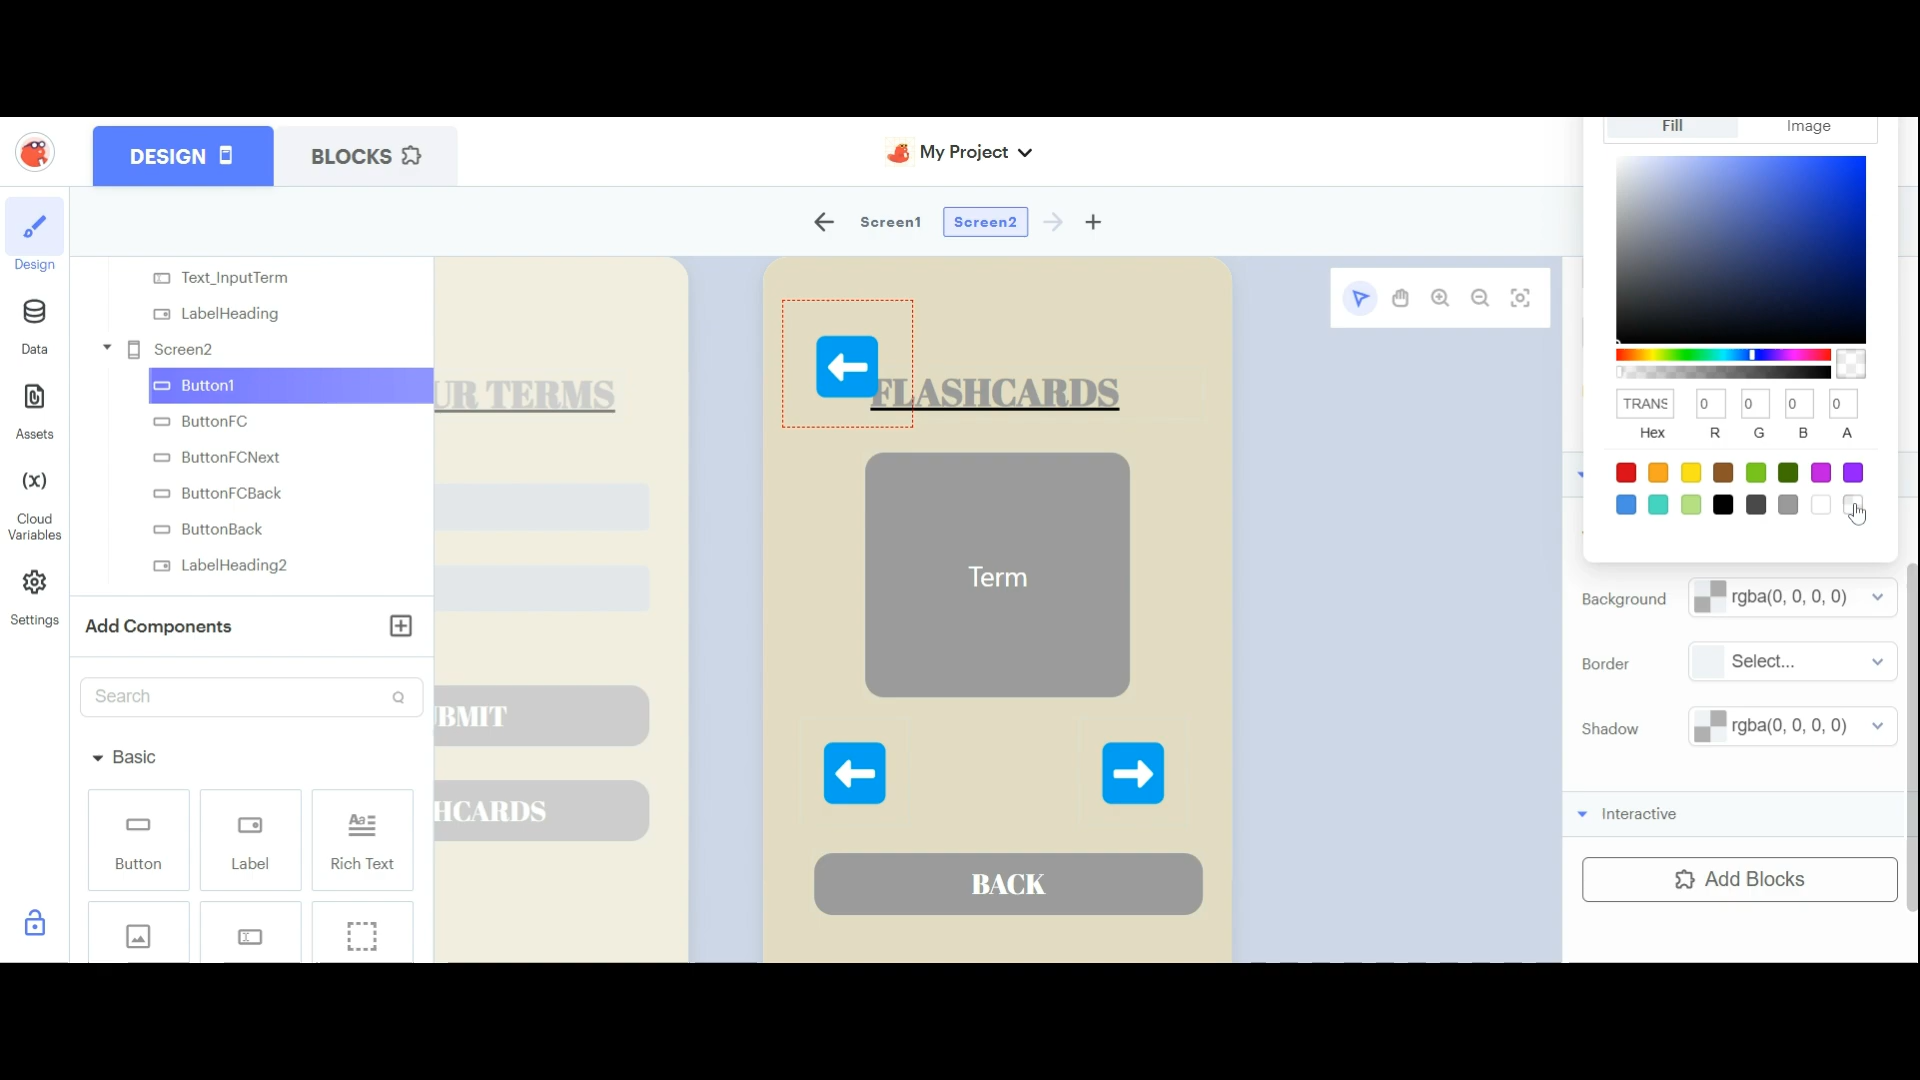 DESIGN
BLOCKS
My Project
Fill
Image
Screen1
Screen2
Design
Data
Assets
(x)
Cloud
Variables
Settings
Text_InputTerm
LabelHeading
Screen2
Button1
ButtonFC
ButtonFCNext
ButtonFCBack
ButtonBack
LabelHeading2
Add Components
Search
Basic
Button
Label
Aa
Rich Text
UR TERMS
BMIT
HCARDS
FLASHCARDS
Term
BACK
TRANS
0
0
0
0
Hex
R
G
B
A
Background
rgba(0, 0, 0, 0)
Border
Select...
Shadow
rgba(0, 0, 0, 0)
Interactive
Add Blocks